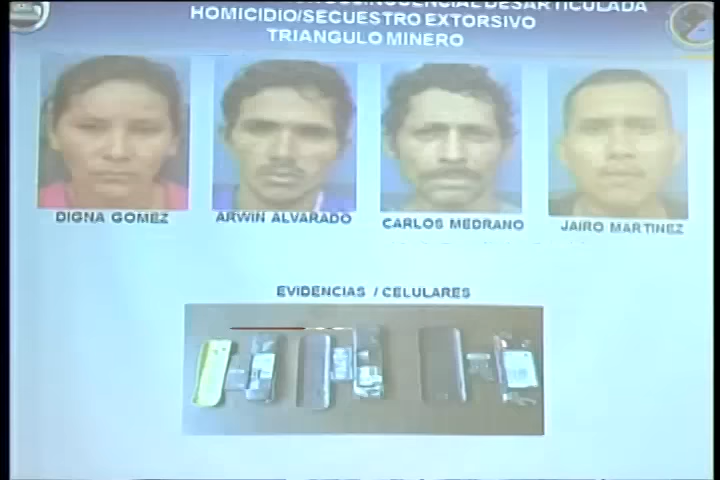 DESARTICULADA
HOMICIDIO/SECUESTRO EXTORSIVO
TRIANGULO MINERO
DIGNA GOMEZ
ARWIN ALVARADO
CARLOS MEDRANO
JAIRO MARTINEZ
EVIDENCIAS / CELULARES